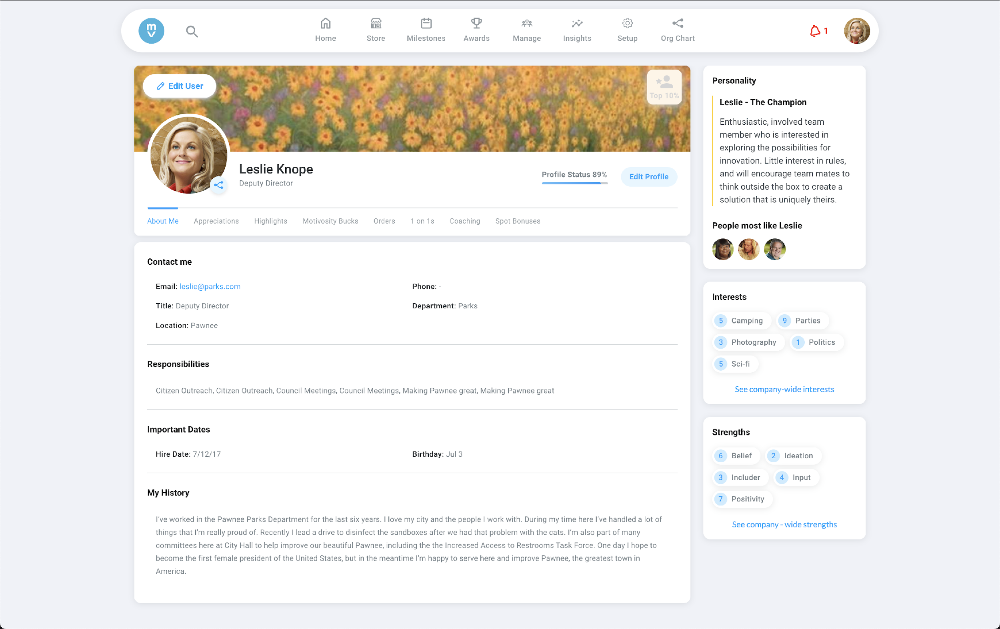 mv
Home Store Milestones Awards Manage Insights Setup Org Chart
1
Edit User
Top 10%
Leslie Knope
Deputy Director
Profile Status 89%
Edit Profile
About Me Appreciations Highlights Motivosity Bucks Orders 1 on 1s Coaching Spot Bonuses
Contact me
Email: leslie@parks.com
Phone: -
Title: Deputy Director
Department: Parks
Location: Pawnee
Responsibilities
Citizen Outreach, Citizen Outreach, Council Meetings, Council Meetings, Making Pawnee great, Making Pawnee great
Important Dates
Hire Date: 7/12/17
Birthday: Jul 3
My History
I've worked in the Pawnee Parks Department for the last six years. I love my city and the people I work with. During my time here I've handled a lot of
things that I'm really proud of. Recently I lead a drive to disinfect the sandboxes after we had that problem with the cats. I'm also part of many
committees here at City Hall to help improve our beautiful Pawnee, including the the Increased Access to Restrooms Task Force. One day I hope to
become the first female president of the United States, but in the meantime I'm happy to serve here and improve Pawnee, the greatest town in
America.
Personality
Leslie - The Champion
Enthusiastic, involved team
member who is interested in
exploring the possibilities for
innovation. Little interest in rules,
and will encourage team mates to
think outside the box to create a
solution that is uniquely theirs.
People most like Leslie
Interests
5 Camping 9 Parties
3 Photography 1 Politics
5 Sci-fi
See company-wide interests
Strengths
6 Belief 2 Ideation
3 Includer 4 Input
7 Positivity
See company - wide strengths